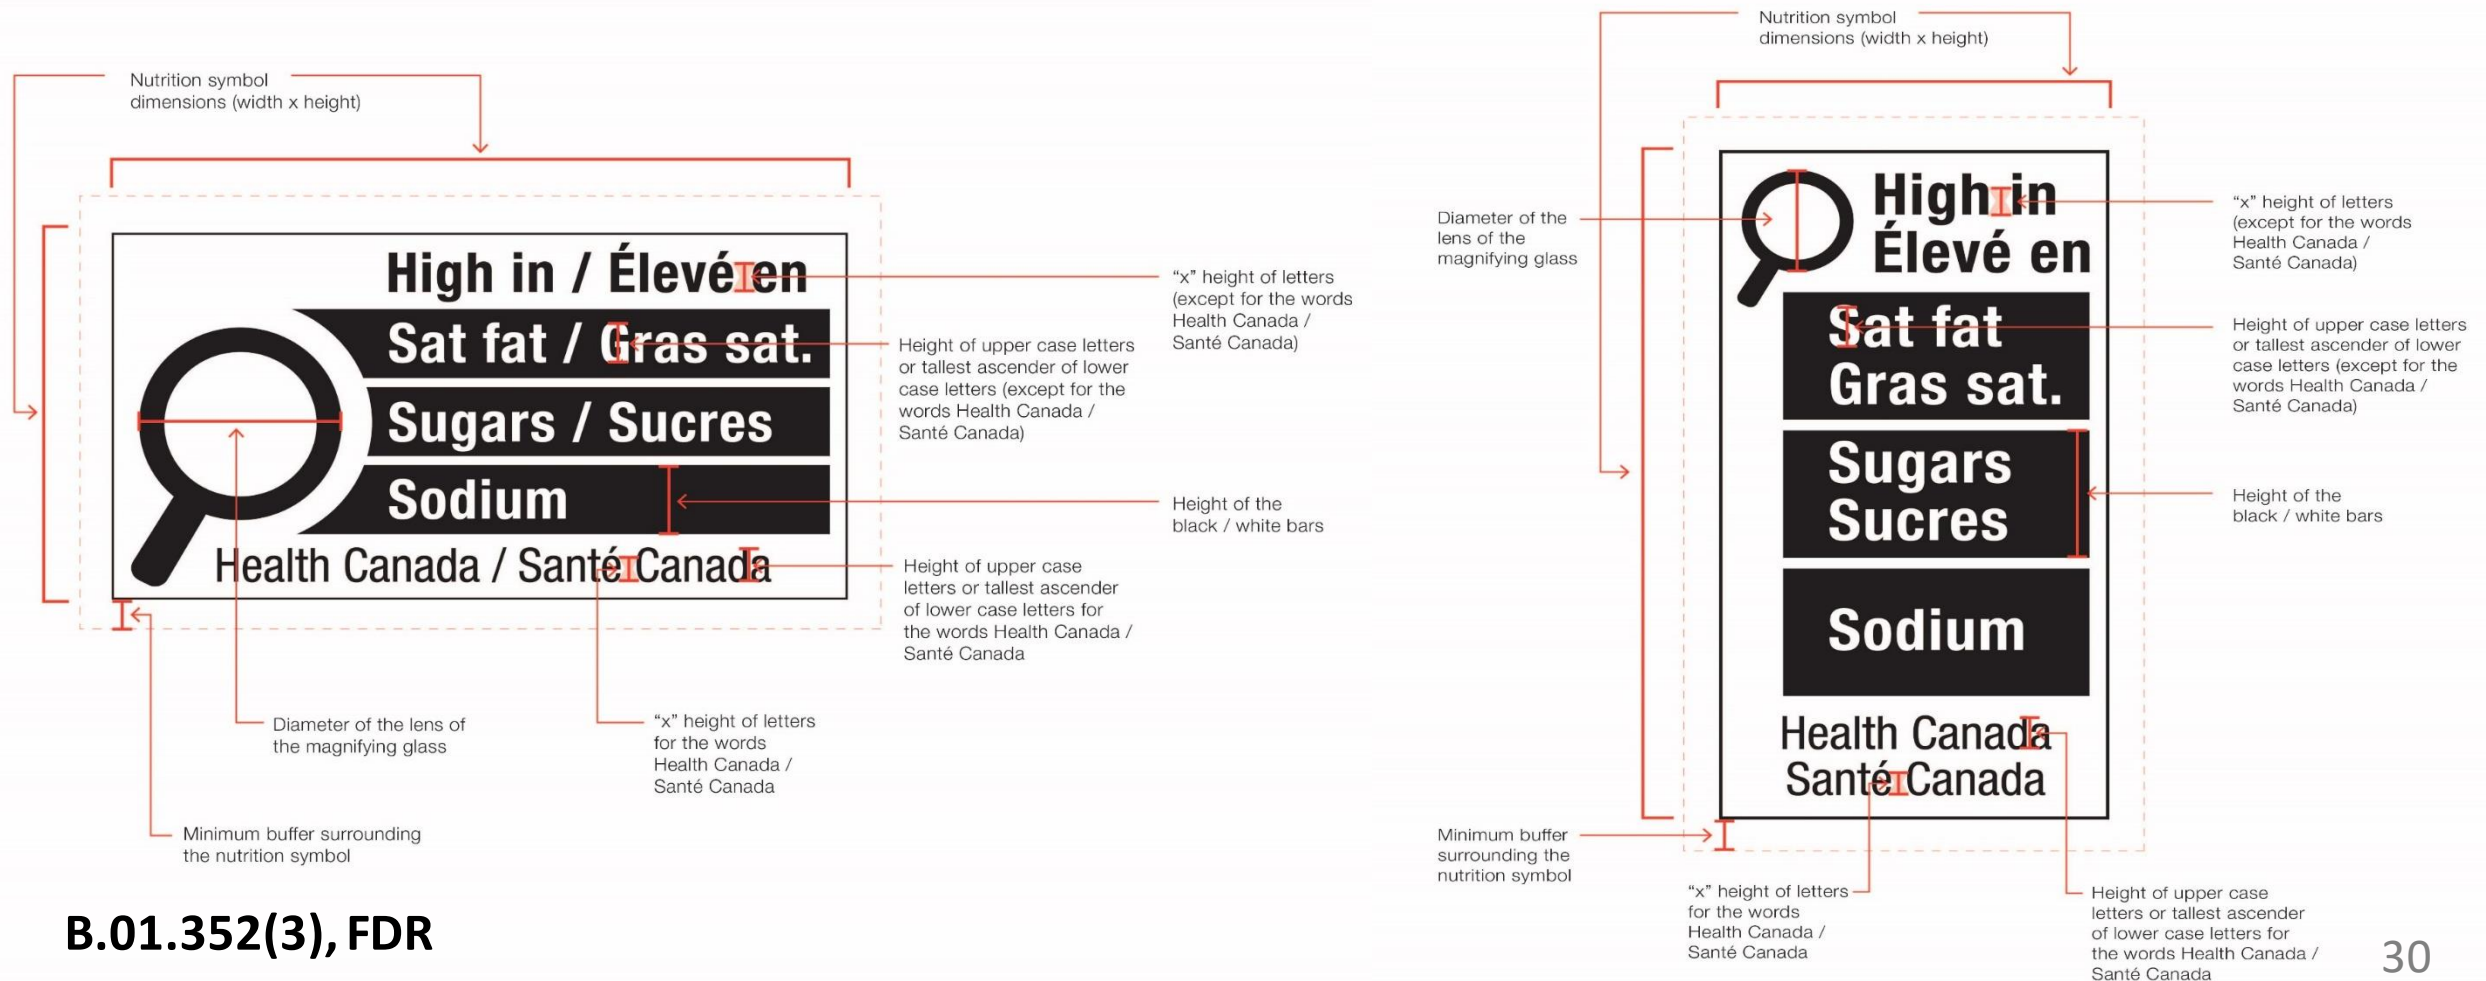 Nutrition symbol
dimensions (width x height)
High in / Élevé en
Sat fat / Gras sat.
Sugars / Sucres
Sodium
Health Canada / Santé Canada
"x" height of letters
(except for the words
Health Canada /
Santé Canada)
Height of upper case letters
or tallest ascender of lower
case letters (except for the
words Health Canada /
Santé Canada)
Height of the
black / white bars
Height of upper case
letters or tallest ascender
of lower case letters for
the words Health Canada /
Santé Canada
Diameter of the lens of
the magnifying glass
"x" height of letters
for the words
Health Canada /
Santé Canada
Minimum buffer surrounding
the nutrition symbol
B.01.352(3), FDR
Nutrition symbol
dimensions (width x height)
Diameter of the
lens of the
magnifying glass
High in
Élevé en
Sat fat
Gras sat.
Sugars
Sucres
Sodium
Health Canada
Santé Canada
"x" height of letters
(except for the words
Health Canada /
Santé Canada)
Height of upper case letters
or tallest ascender of lower
case letters (except for the
words Health Canada /
Santé Canada)
Height of the
black / white bars
Minimum buffer
surrounding the
nutrition symbol
"x" height of letters
for the words
Health Canada /
Santé Canada
Height of upper case
letters or tallest ascender
of lower case letters for
the words Health Canada /
Santé Canada
30